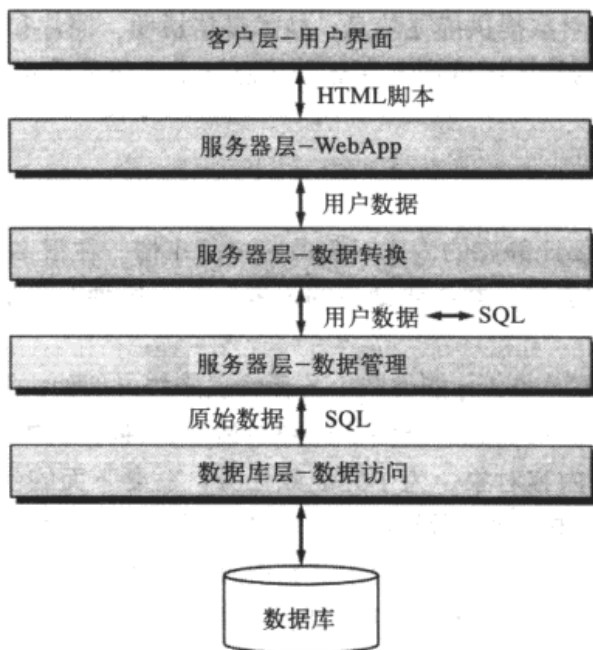 客户层-用户界面
HTML脚本
服务器层-WebApp
用户数据
服务器层-数据转换
用户数据 ↔ SQL
服务器层-数据管理
原始数据 SQL
数据库层-数据访问
数据库